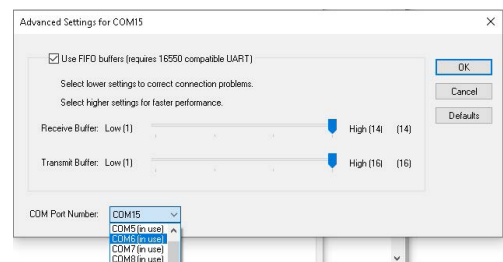 Advanced Settings for COM15
Use FIFO buffers (requires 16550 compatible UART)
OK
Select lower settings to correct connection problems.
Cancel
Select higher settings for faster performance.
Defaults
Receive Buffer: Low (1) High (14) (14)
Transmit Buffer: Low (1) High (16) (16)
COM Port Number: COM15
COM5 (in use)
COM6 (in use)
COM7 (in use)
COM8 (in use)